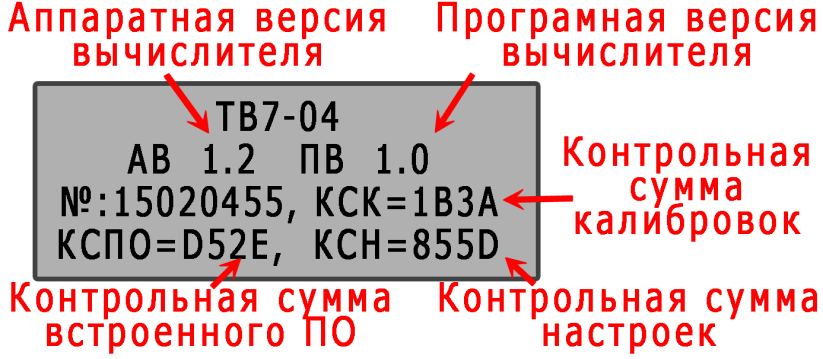 Аппаратная версия
вычислителя
Програмная версия
вычислителя
ТВ7-04
АВ 1.2 ПВ 1.0
№:15020455, КСК=1В3А
КСПО=D52E, КСН=855D
Контрольная
сумма
калибровок
Контрольная сумма
встроенного ПО
Контрольная сумма
настроек